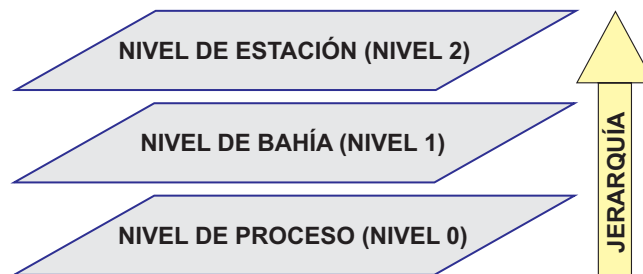 NIVEL DE ESTACIÓN (NIVEL 2)
NIVEL DE BAHÍA (NIVEL 1)
NIVEL DE PROCESO (NIVEL 0)
JERARQUÍA